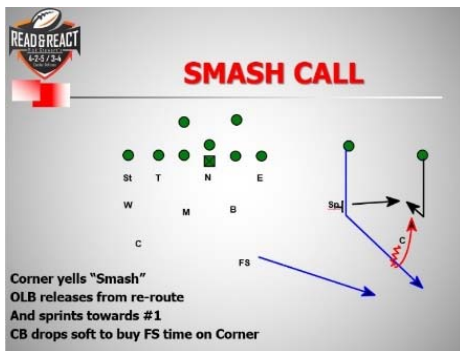 READ&REACT
4-2-5 / 3-4
SMASH CALL
St T N E
W M B Sp
C C
FS
Corner yells “Smash”
OLB releases from re-route
And sprints towards #1
CB drops soft to buy FS time on Corner